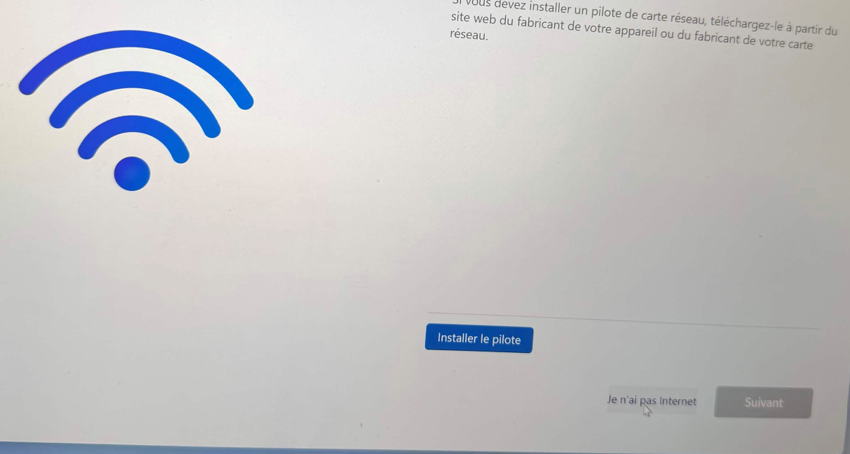 Si vous devez installer un pilote de carte réseau, téléchargez-le à partir du
site web du fabricant de votre appareil ou du fabricant de votre carte
réseau.
Installer le pilote
Je n'ai pas Internet
Suivant